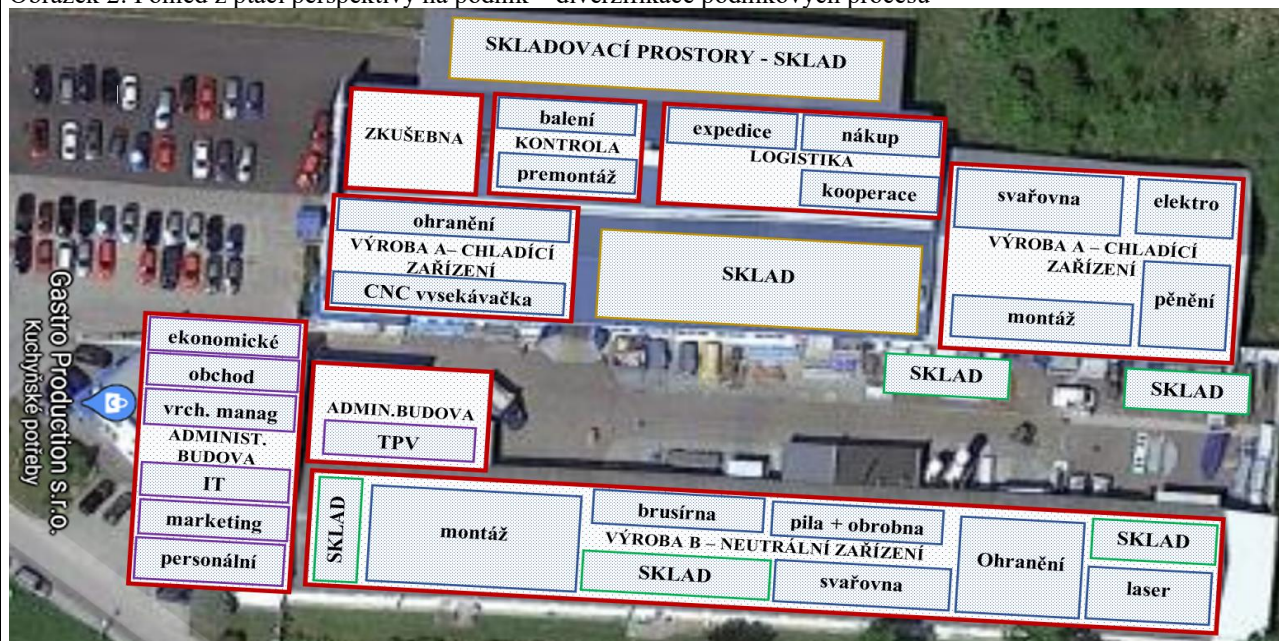 Obrázek 2: Pohled z ptačí perspektivy na podnik – diverzifikace podnikových procesů
SKLADOVACÍ PROSTORY - SKLAD
ZKUŠEBNA
balení
KONTROLA
premontáž
expedice
nákup
LOGISTIKA
kooperace
svařovna
elektro
VÝROBA A – CHLADÍCÍ
ZAŘÍZENÍ
pěnění
montáž
ohranění
VÝROBA A– CHLADÍCÍ
ZAŘÍZENÍ
CNC vysekávačka
SKLAD
SKLAD
SKLAD
Gastro Production s.r.o.
Kuchyňské potřeby
ekonomické
obchod
vrch. manag
ADMINIST.
BUDOVA
IT
marketing
personální
ADMIN.BUDOVA
TPV
SKLAD
montáž
brusírna
pila + obrobna
VÝROBA B – NEUTRÁLNÍ ZAŘÍZENÍ
SKLAD
svařovna
Ohranění
SKLAD
laser